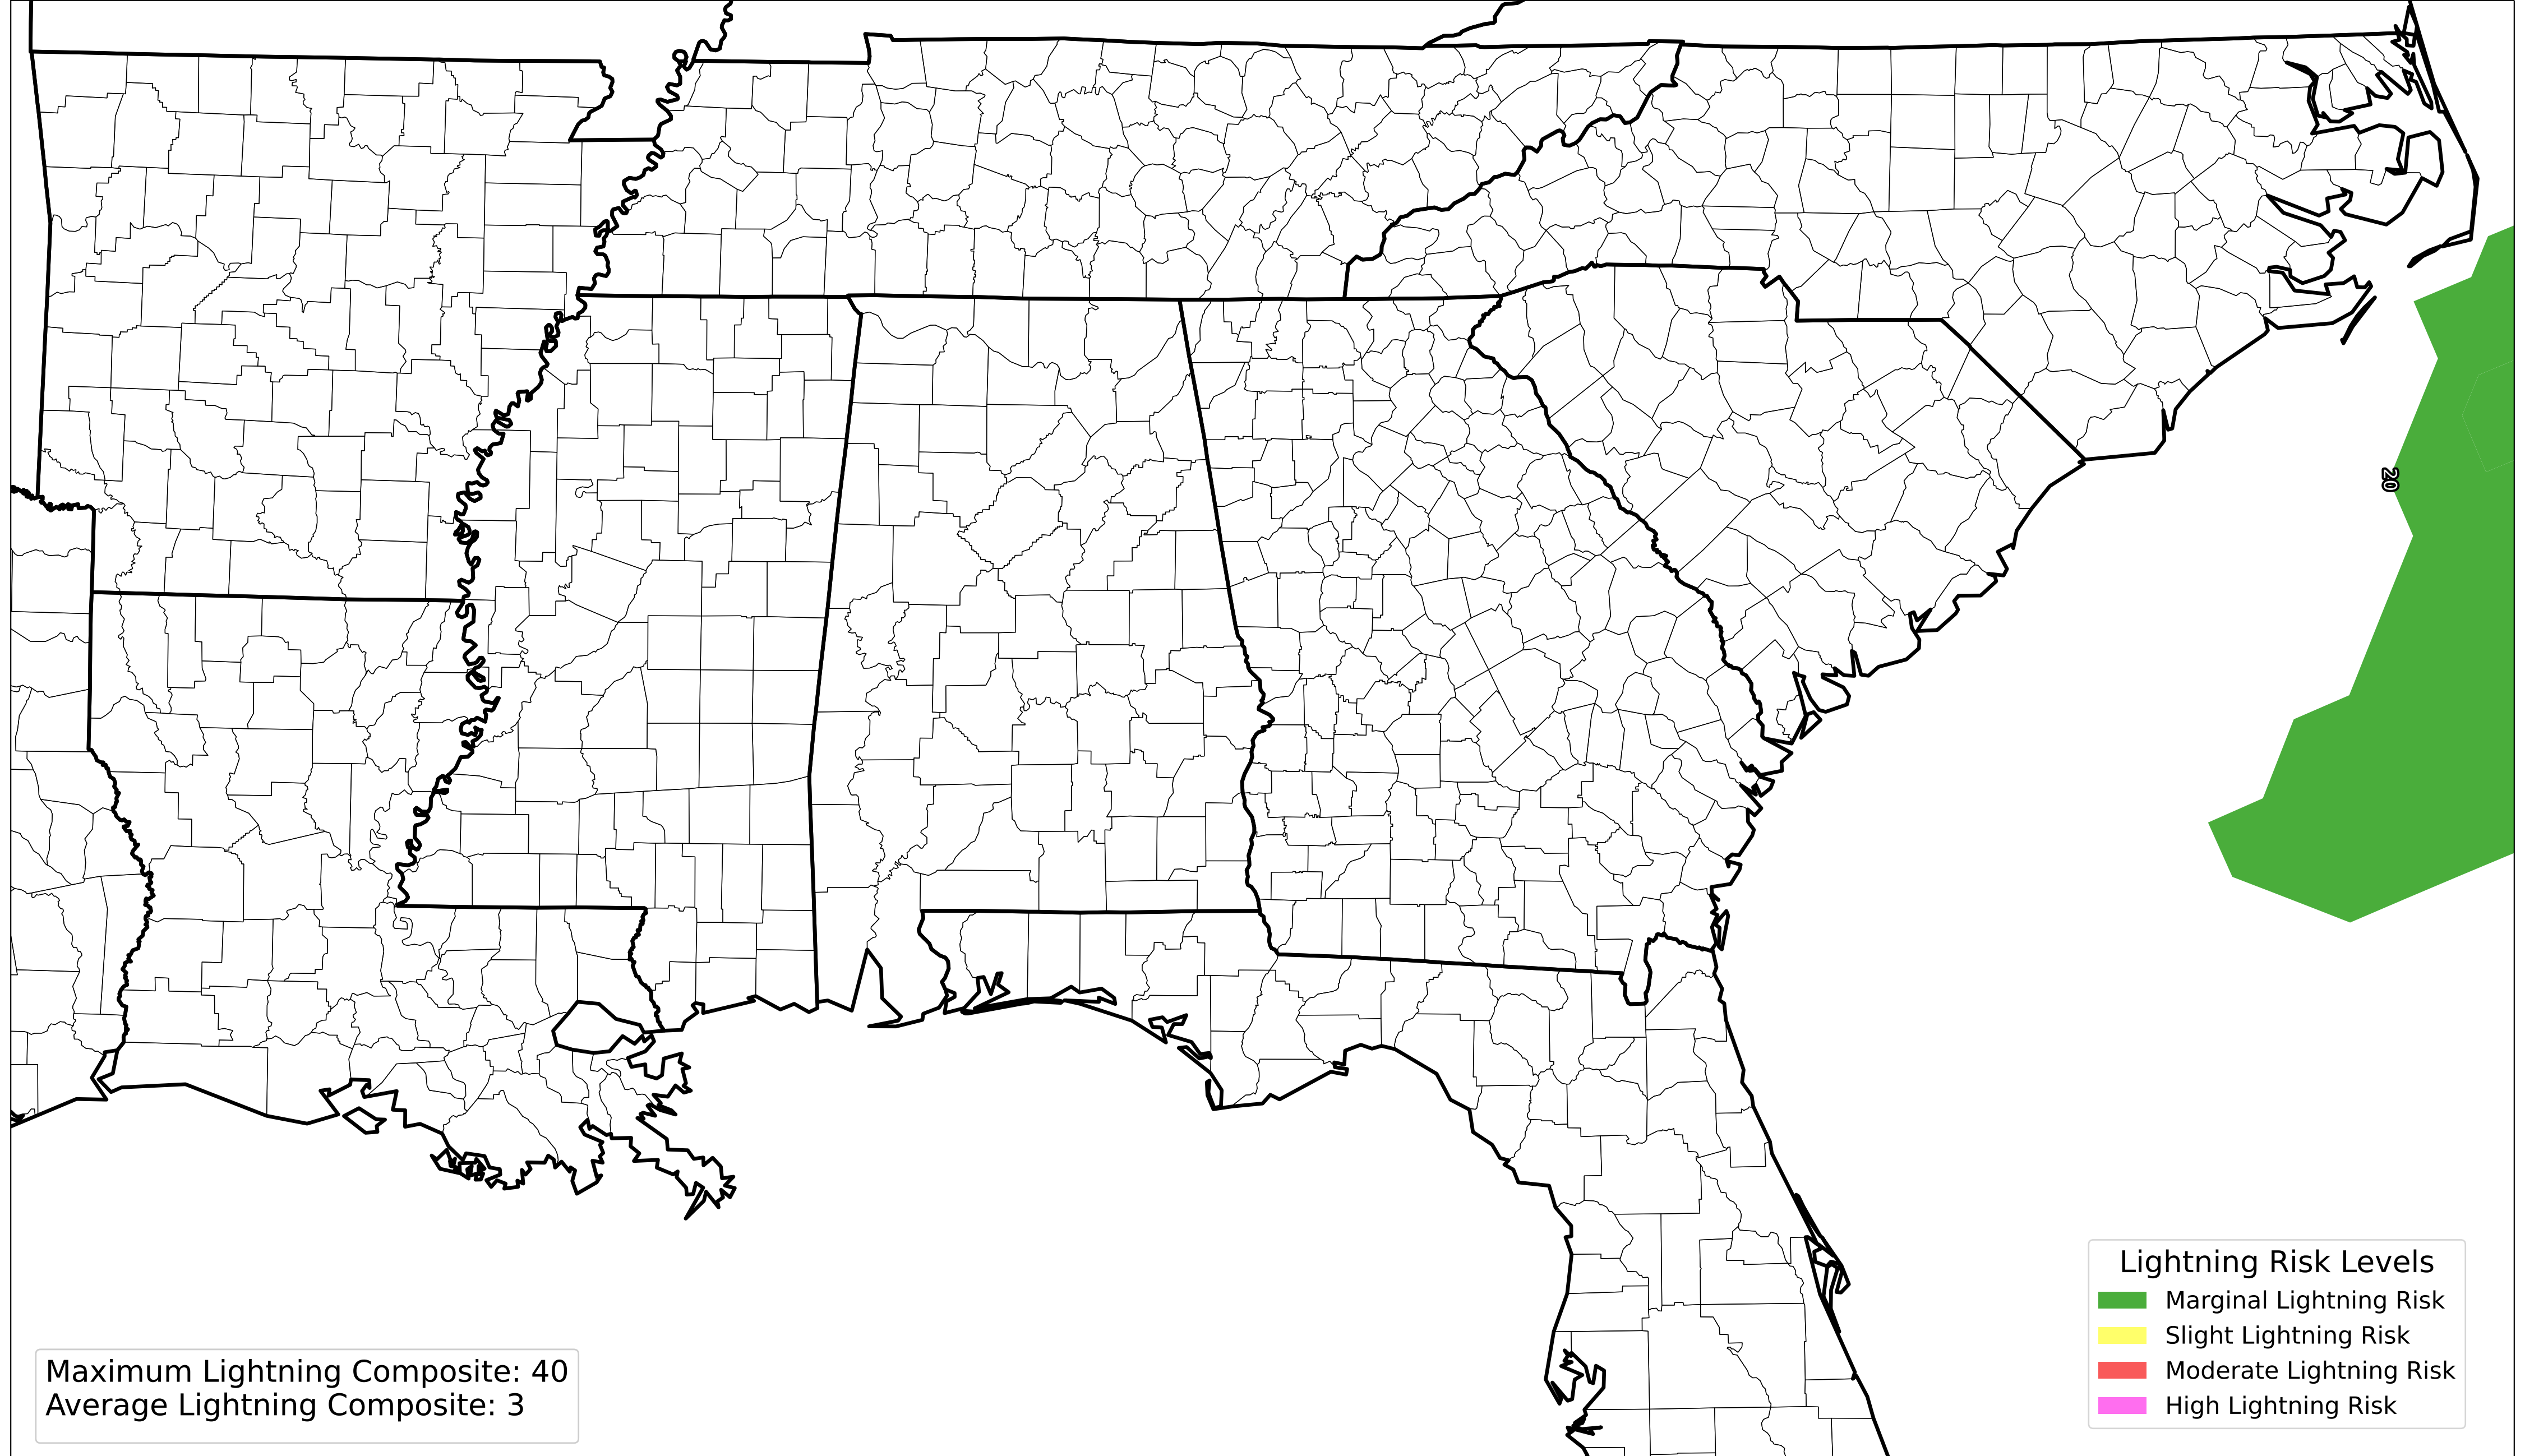 20
Lightning Risk Levels
Marginal Lightning Risk
Slight Lightning Risk
Moderate Lightning Risk
High Lightning Risk
Maximum Lightning Composite: 40
Average Lightning Composite: 3